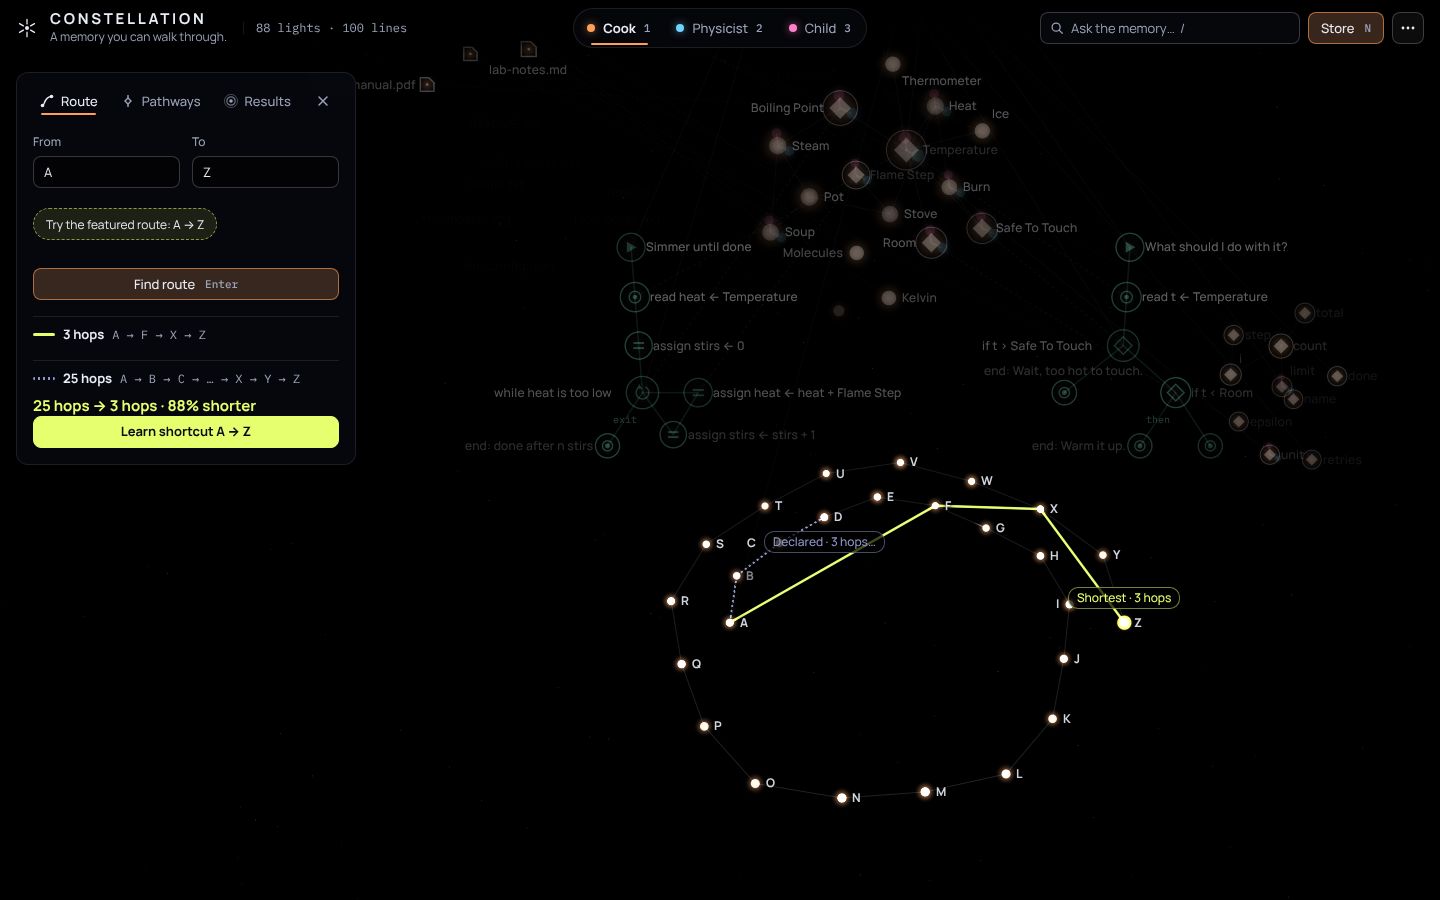 CONSTELLATION
A memory you can walk through.
88 lights · 100 lines
Cook 1
Physicist 2
Child 3
Ask the memory… /
Store N
Route
Pathways
Results
From
To
A
Z
Try the featured route: A → Z
Find route Enter
3 hops A → F → X → Z
25 hops A → B → C → … → X → Y → Z
25 hops → 3 hops · 88% shorter
Learn shortcut A → Z
lab-notes.md
manual.pdf
Thermometer
Boiling Point
Heat
Ice
Steam
Temperature
Flame Step
Burn
Pot
Stove
Soup
Room
Safe To Touch
Molecules
Kelvin
Simmer until done
read heat ← Temperature
assign stirs ← 0
while heat is too low
assign heat ← heat + Flame Step
exit
assign stirs ← stirs + 1
end: done after n stirs
What should I do with it?
read t ← Temperature
if t > Safe To Touch
end: Wait, too hot to touch.
if t < Room
then
end: Warm it up.
total
step
count
i
limit
done
name
epsilon
unit
retries
U
V
W
T
E
D
F
X
G
S
C
Declared · 3 hops…
H
Y
B
R
I
Shortest · 3 hops
A
Z
Q
J
P
K
O
N
M
L